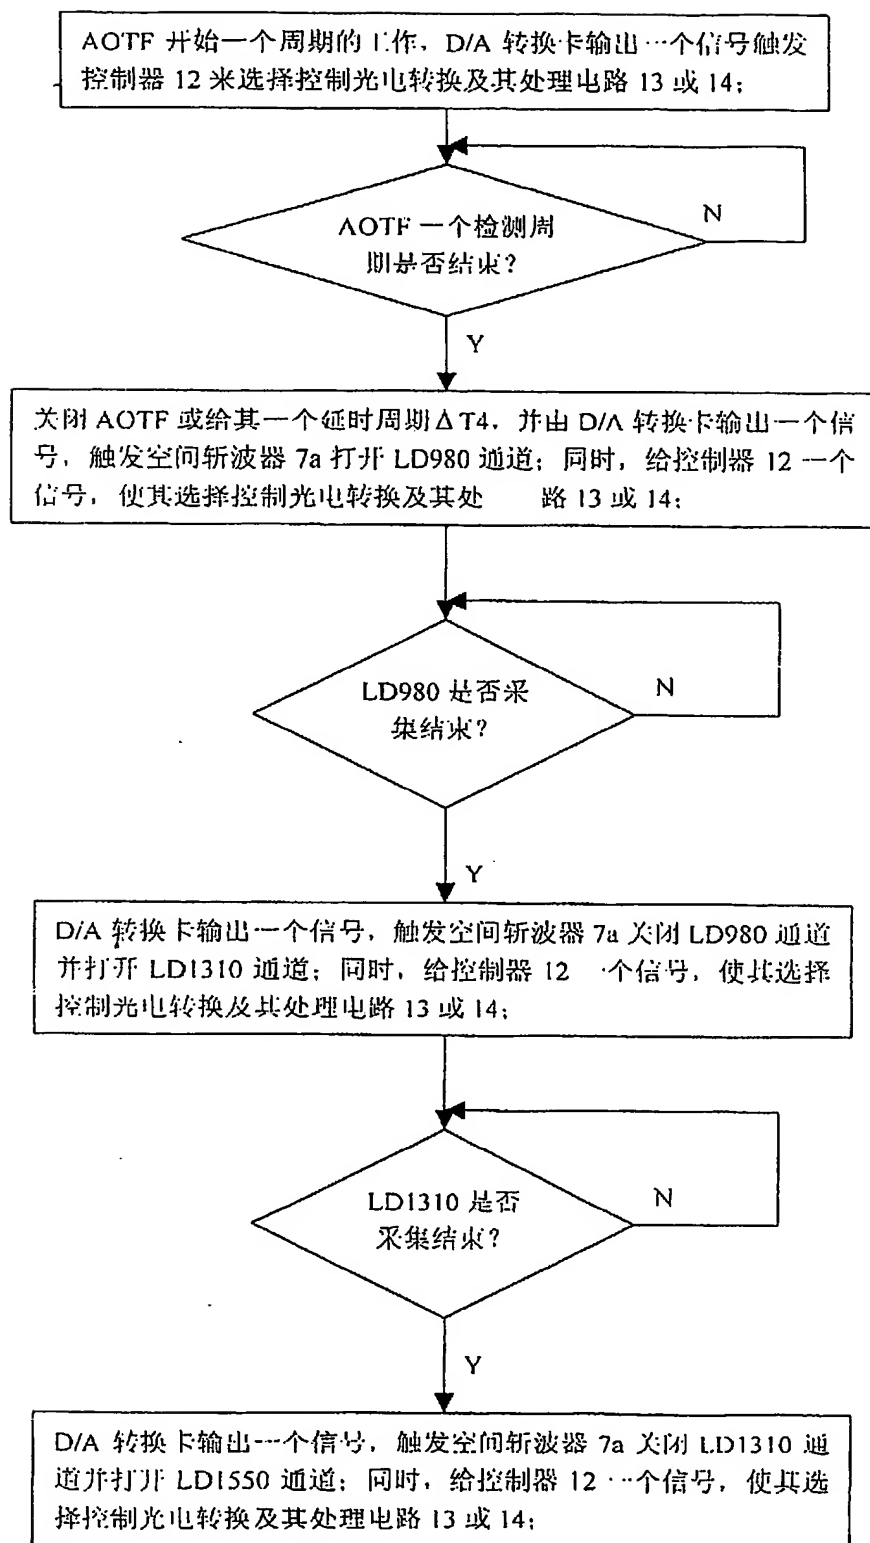 AOTF 开始一个周期的工作，D/A 转换卡输出一个信号触发
控制器 12 来选择控制光电转换及其处理电路 13 或 14；
N
AOTF 一个检测周
期是否结束？
Y
关闭 AOTF 或给其一个延时周期ΔT4，并由 D/A 转换卡输出一个信
号，触发空间斩波器 7a 打开 LD980 通道；同时，给控制器 12 一个
信号，使其选择控制光电转换及其处 路 13 或 14；
N
LD980 是否采
集结束？
Y
D/A 转换卡输出一个信号，触发空间斩波器 7a 关闭 LD980 通道
并打开 LD1310 通道；同时，给控制器 12 个信号，使其选择
控制光电转换及其处理电路 13 或 14；
N
LD1310 是否
采集结束？
Y
D/A 转换卡输出一个信号，触发空间斩波器 7a 关闭 LD1310 通
道并打开 LD1550 通道；同时，给控制器 12 一个信号，使其选
择控制光电转换及其处理电路 13 或 14；